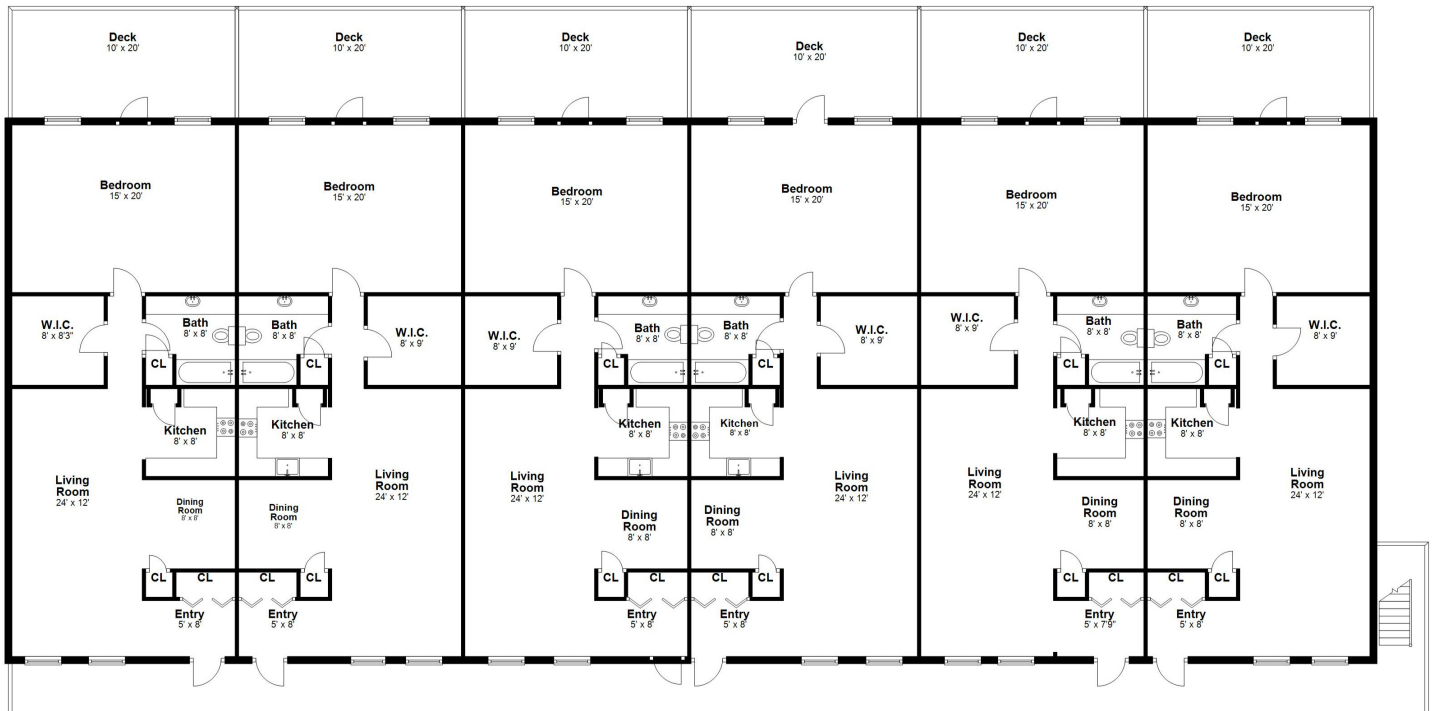 Deck
10' x 20'
Deck
10' x 20'
Deck
10' x 20'
Deck
10' x 20'
Deck
10' x 20'
Deck
10' x 20'
Bedroom
15' x 20'
Bedroom
15' x 20'
Bedroom
15' x 20'
Bedroom
15' x 20'
Bedroom
15' x 20'
Bedroom
15' x 20'
W.I.C.
8' x 8'3"
Bath
8' x 8'
Bath
8' x 8'
W.I.C.
8' x 9'
W.I.C.
8' x 9'
Bath
8' x 8'
Bath
8' x 8'
W.I.C.
8' x 9'
W.I.C.
8' x 9'
Bath
8' x 8'
Bath
8' x 8'
W.I.C.
8' x 9'
CL
CL
CL
CL
CL
CL
Kitchen
8' x 8'
Kitchen
8' x 8'
Kitchen
8' x 8'
Kitchen
8' x 8'
Kitchen
8' x 8'
Kitchen
8' x 8'
Living
Room
24' x 12'
Living
Room
24' x 12'
Living
Room
24' x 12'
Living
Room
24' x 12'
Living
Room
24' x 12'
Living
Room
24' x 12'
Dining
Room
8' x 8'
Dining
Room
8' x 8'
Dining
Room
8' x 8'
Dining
Room
8' x 8'
Dining
Room
8' x 8'
Dining
Room
8' x 8'
CL
CL
CL
CL
CL
CL
CL
CL
CL
CL
CL
CL
Entry
5' x 8'
Entry
5' x 8'
Entry
5' x 8'
Entry
5' x 8'
Entry
5' x 7'9"
Entry
5' x 8'